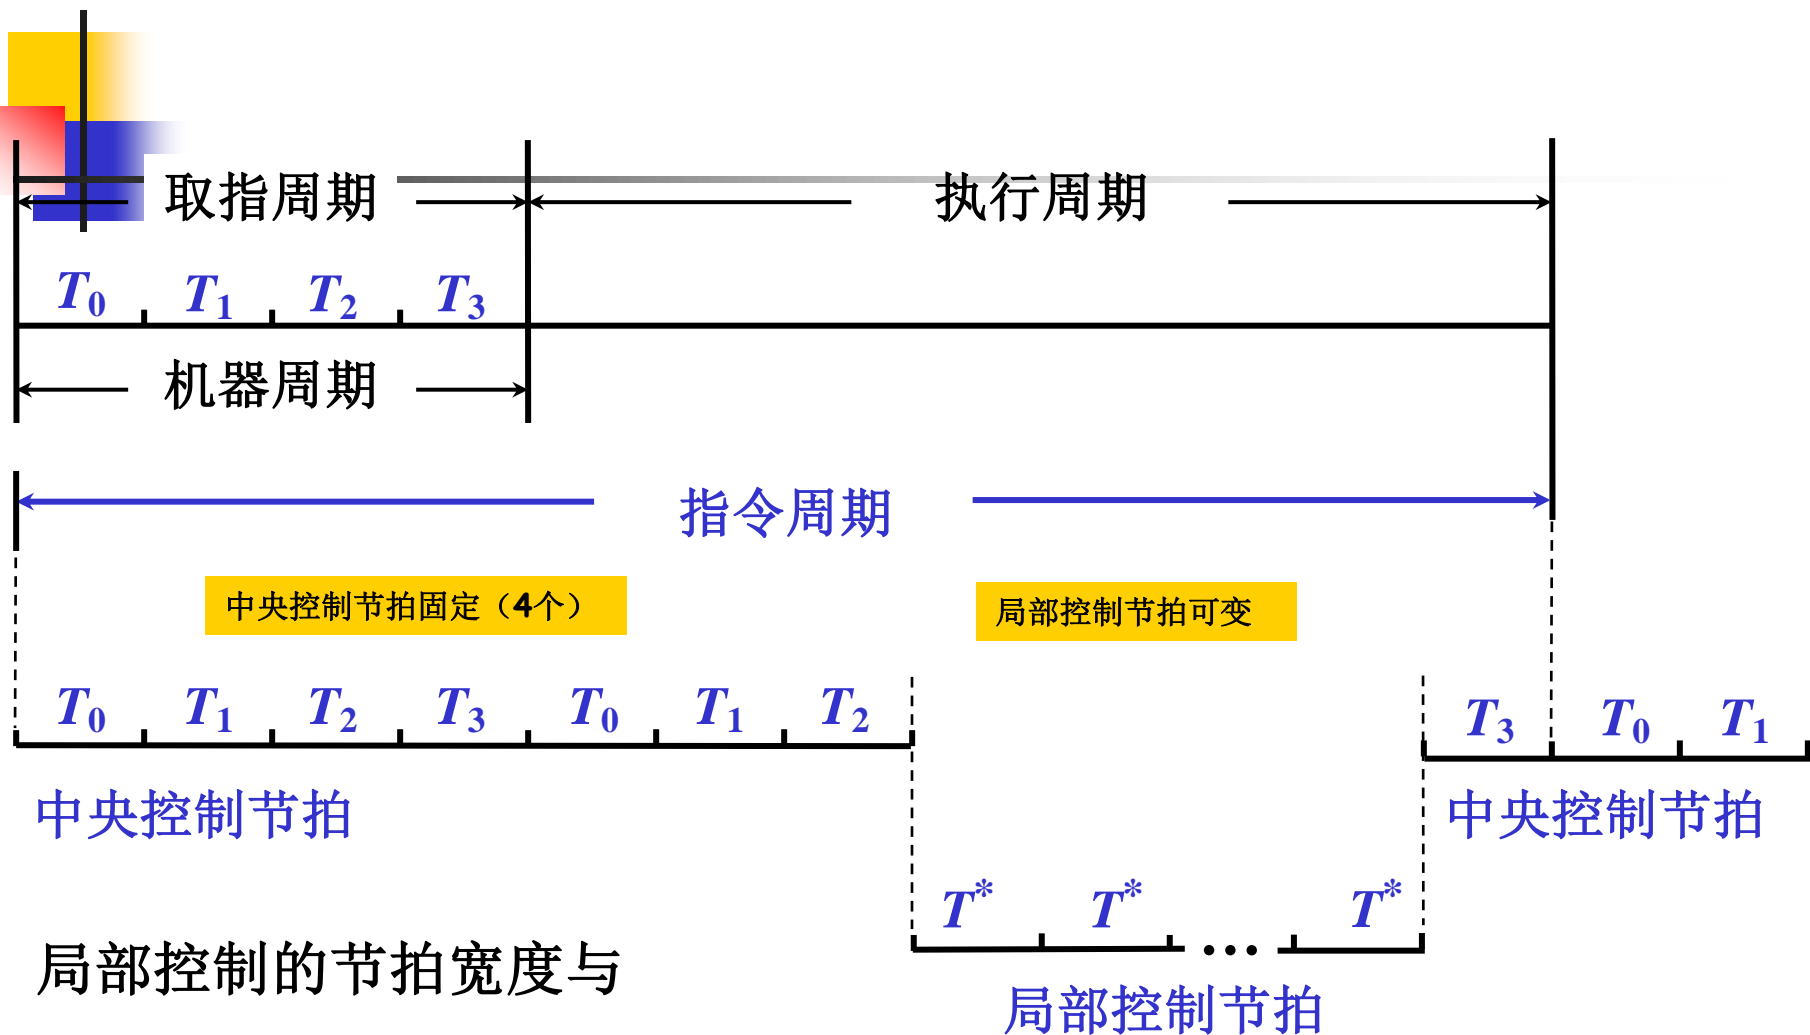 取指周期 执行周期
T0 T1 T2 T3
机器周期
指令周期
中央控制节拍固定（4个） 局部控制节拍可变
T0 T1 T2 T3 T0 T1 T2 T3 T0 T1
中央控制节拍 中央控制节拍
T* T* … T*
局部控制的节拍宽度与
局部控制节拍